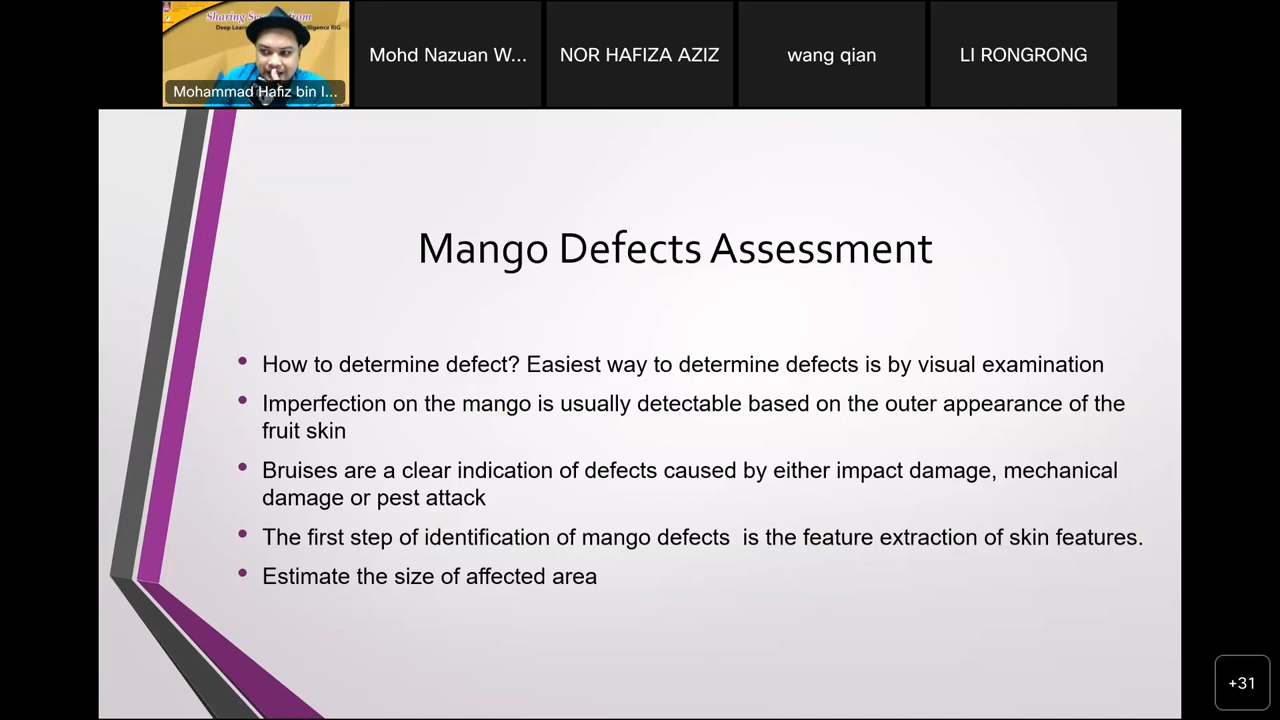 Sharing
from
Deep Lear
lligence RIG
Mohammad Hafiz bin I...
Mohd Nazuan W...
NOR HAFIZA AZIZ
wang qian
LI RONGRONG
Mango Defects Assessment
• How to determine defect? Easiest way to determine defects is by visual examination
• Imperfection on the mango is usually detectable based on the outer appearance of the
fruit skin
• Bruises are a clear indication of defects caused by either impact damage, mechanical
damage or pest attack
• The first step of identification of mango defects  is the feature extraction of skin features.
• Estimate the size of affected area
+31